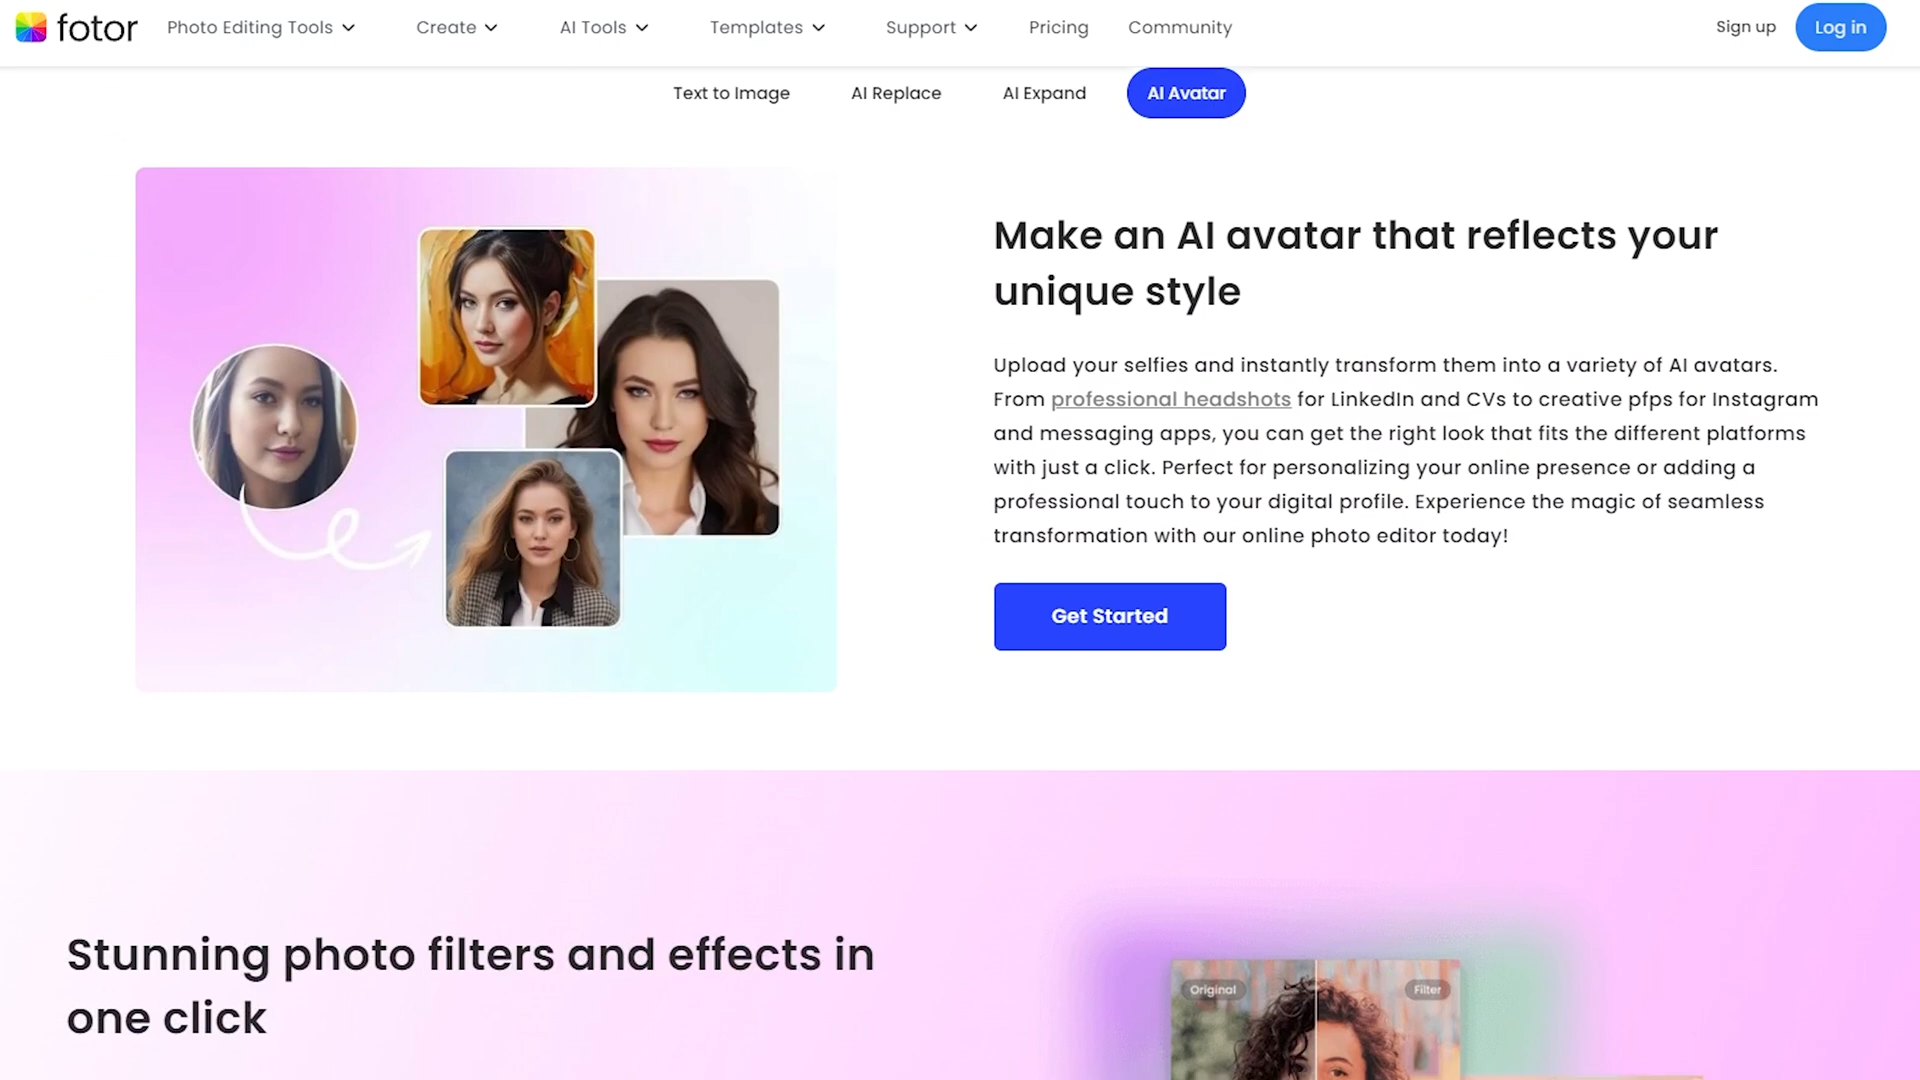 fotor Photo Editing Tools Create AI Tools Templates Support Pricing Community Sign up Log in
Text to Image AI Replace AI Expand AI Avatar
Make an AI avatar that reflects your
unique style
Upload your selfies and instantly transform them into a variety of AI avatars.
From professional headshots for LinkedIn and CVs to creative pfps for Instagram
and messaging apps, you can get the right look that fits the different platforms
with just a click. Perfect for personalizing your online presence or adding a
professional touch to your digital profile. Experience the magic of seamless
transformation with our online photo editor today!
Get Started
Stunning photo filters and effects in
one click
Original Filter